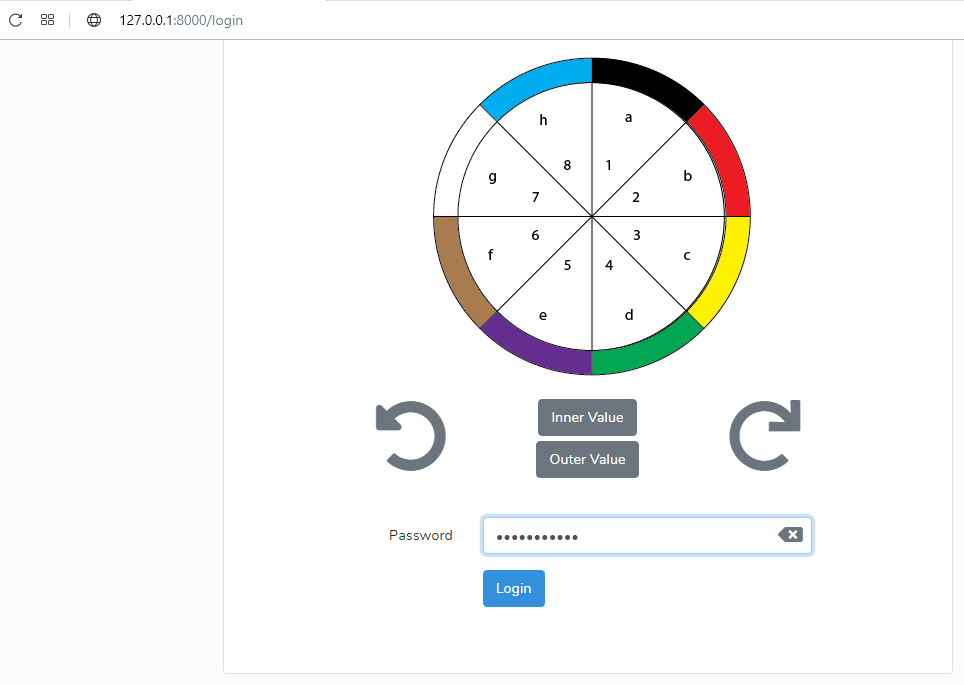 127.0.0.1:8000/login
h a
8 1
g b
7 2
6 3
f c
5 4
e d
Inner Value
Outer Value
Password •••••••••••
Login